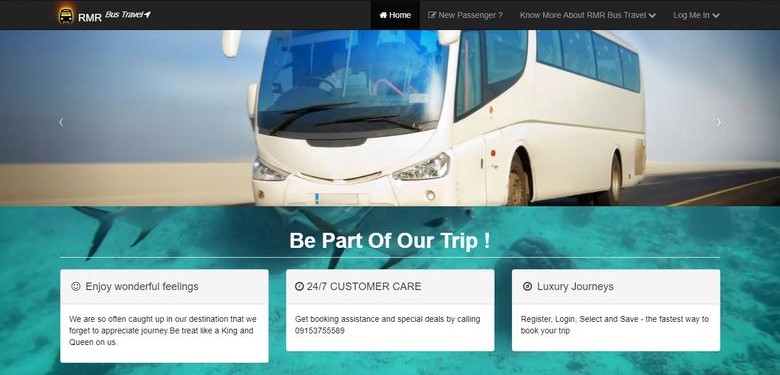 RMR Bus Travel
Home
New Passenger ?
Know More About RMR Bus Travel
Log Me In
Be Part Of Our Trip !
Enjoy wonderful feelings
We are so often caught up in our destination that we
forget to appreciate journey.Be treat like a King and
Queen on us.
24/7 CUSTOMER CARE
Get booking assistance and special deals by calling
09153755589
Luxury Journeys
Register, Login, Select and Save - the fastest way to
book your trip